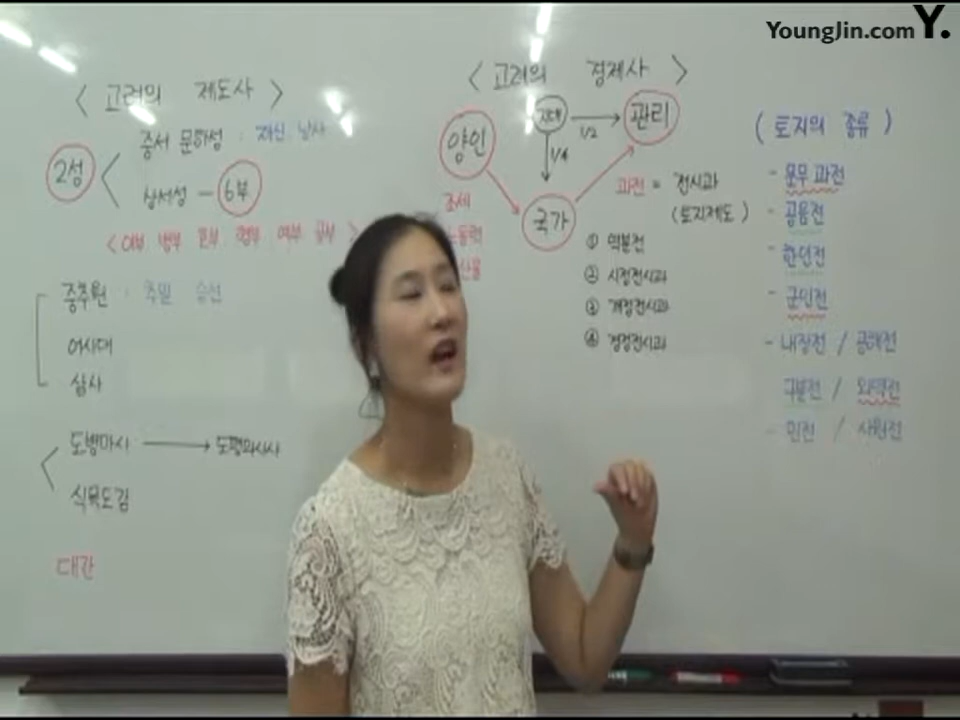 YoungJin.com Y.
< 고려의 제도사 >
2성
중서 문하성 : 재신 낭사
상서성 - 6부
< 이부 병부 호부 형부 예부 공부 >
중추원 : 추밀 승선
어사대
삼사
도병마사 → 도평의사사
식목도감
대간
< 고려의 경제사 >
양인
관리
1/2
1/4
국가
조세
노동력
산물
과전 = 전시과
(토지제도)
① 역분전
② 시정전시과
③ 개정전시과
④ 경정전시과
(토지의 종류)
- 문무 과전
- 공음전
- 한인전
- 군인전
- 내장전 / 공해전
구분전 / 외역전
- 민전 / 사원전